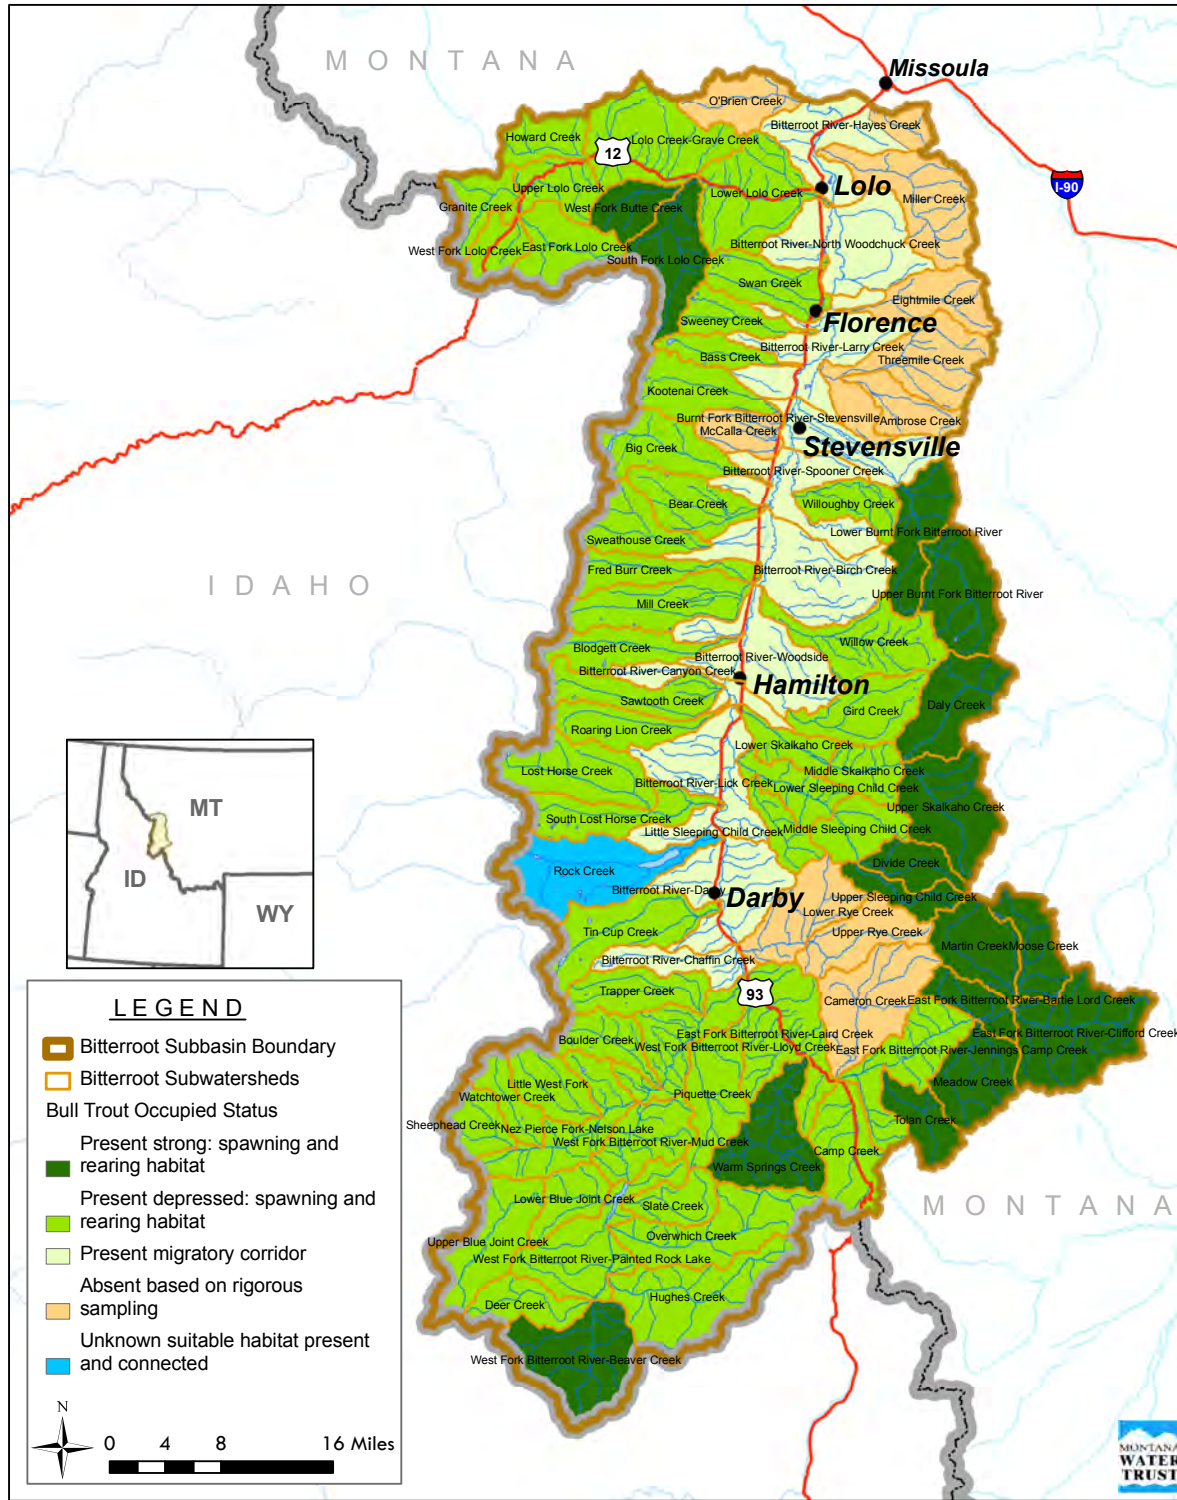 MONTANA
Missoula
O'Brien Creek
Bitterroot River-Hayes Creek
Howard Creek
Lolo Creek-Grave Creek
12
I-90
Upper Lolo Creek
Lower Lolo Creek
Lolo
Granite Creek
West Fork Butte Creek
Miller Creek
West Fork Lolo Creek
East Fork Lolo Creek
Bitterroot River-North Woodchuck Creek
South Fork Lolo Creek
Swan Creek
Eightmile Creek
Sweeney Creek
Florence
Bitterroot River-Larry Creek
Bass Creek
Threemile Creek
Kootenai Creek
Burnt Fork Bitterroot River-Stevensville
Ambrose Creek
McCalla Creek
Big Creek
Stevensville
Bitterroot River-Spooner Creek
Bear Creek
Willoughby Creek
Lower Burnt Fork Bitterroot River
Sweathouse Creek
Fred Burr Creek
Bitterroot River-Birch Creek
IDAHO
Upper Burnt Fork Bitterroot River
Mill Creek
Blodgett Creek
Willow Creek
Bitterroot River-Woodside
Bitterroot River-Canyon Creek
Hamilton
Sawtooth Creek
Gird Creek
Daly Creek
Roaring Lion Creek
Lower Skalkaho Creek
Lost Horse Creek
Middle Skalkaho Creek
Bitterroot River-Lick Creek
Lower Sleeping Child Creek
Upper Skalkaho Creek
South Lost Horse Creek
Little Sleeping Child Creek
Middle Sleeping Child Creek
Rock Creek
Divide Creek
Bitterroot River-Darby
Darby
Upper Sleeping Child Creek
Lower Rye Creek
Tin Cup Creek
Upper Rye Creek
Martin Creek
Moose Creek
Bitterroot River-Chaffin Creek
Trapper Creek
93
Cameron Creek
East Fork Bitterroot River-Bartie Lord Creek
East Fork Bitterroot River-Laird Creek
East Fork Bitterroot River-Clifford Creek
Boulder Creek
West Fork Bitterroot River-Lloyd Creek
East Fork Bitterroot River-Jennings Camp Creek
Little West Fork
Meadow Creek
Watchtower Creek
Piquette Creek
Sheephead Creek
Nez Pierce Fork-Nelson Lake
Tolan Creek
West Fork Bitterroot River-Mud Creek
Camp Creek
Warm Springs Creek
Lower Blue Joint Creek
Slate Creek
MONTANA
Overwhich Creek
Upper Blue Joint Creek
West Fork Bitterroot River-Painted Rock Lake
Hughes Creek
Deer Creek
West Fork Bitterroot River-Beaver Creek
MT
ID
WY
LEGEND
Bitterroot Subbasin Boundary
Bitterroot Subwatersheds
Bull Trout Occupied Status
Present strong: spawning and
rearing habitat
Present depressed: spawning and
rearing habitat
Present migratory corridor
Absent based on rigorous
sampling
Unknown suitable habitat present
and connected
N
0 4 8 16 Miles
MONTANA
WATER
TRUST